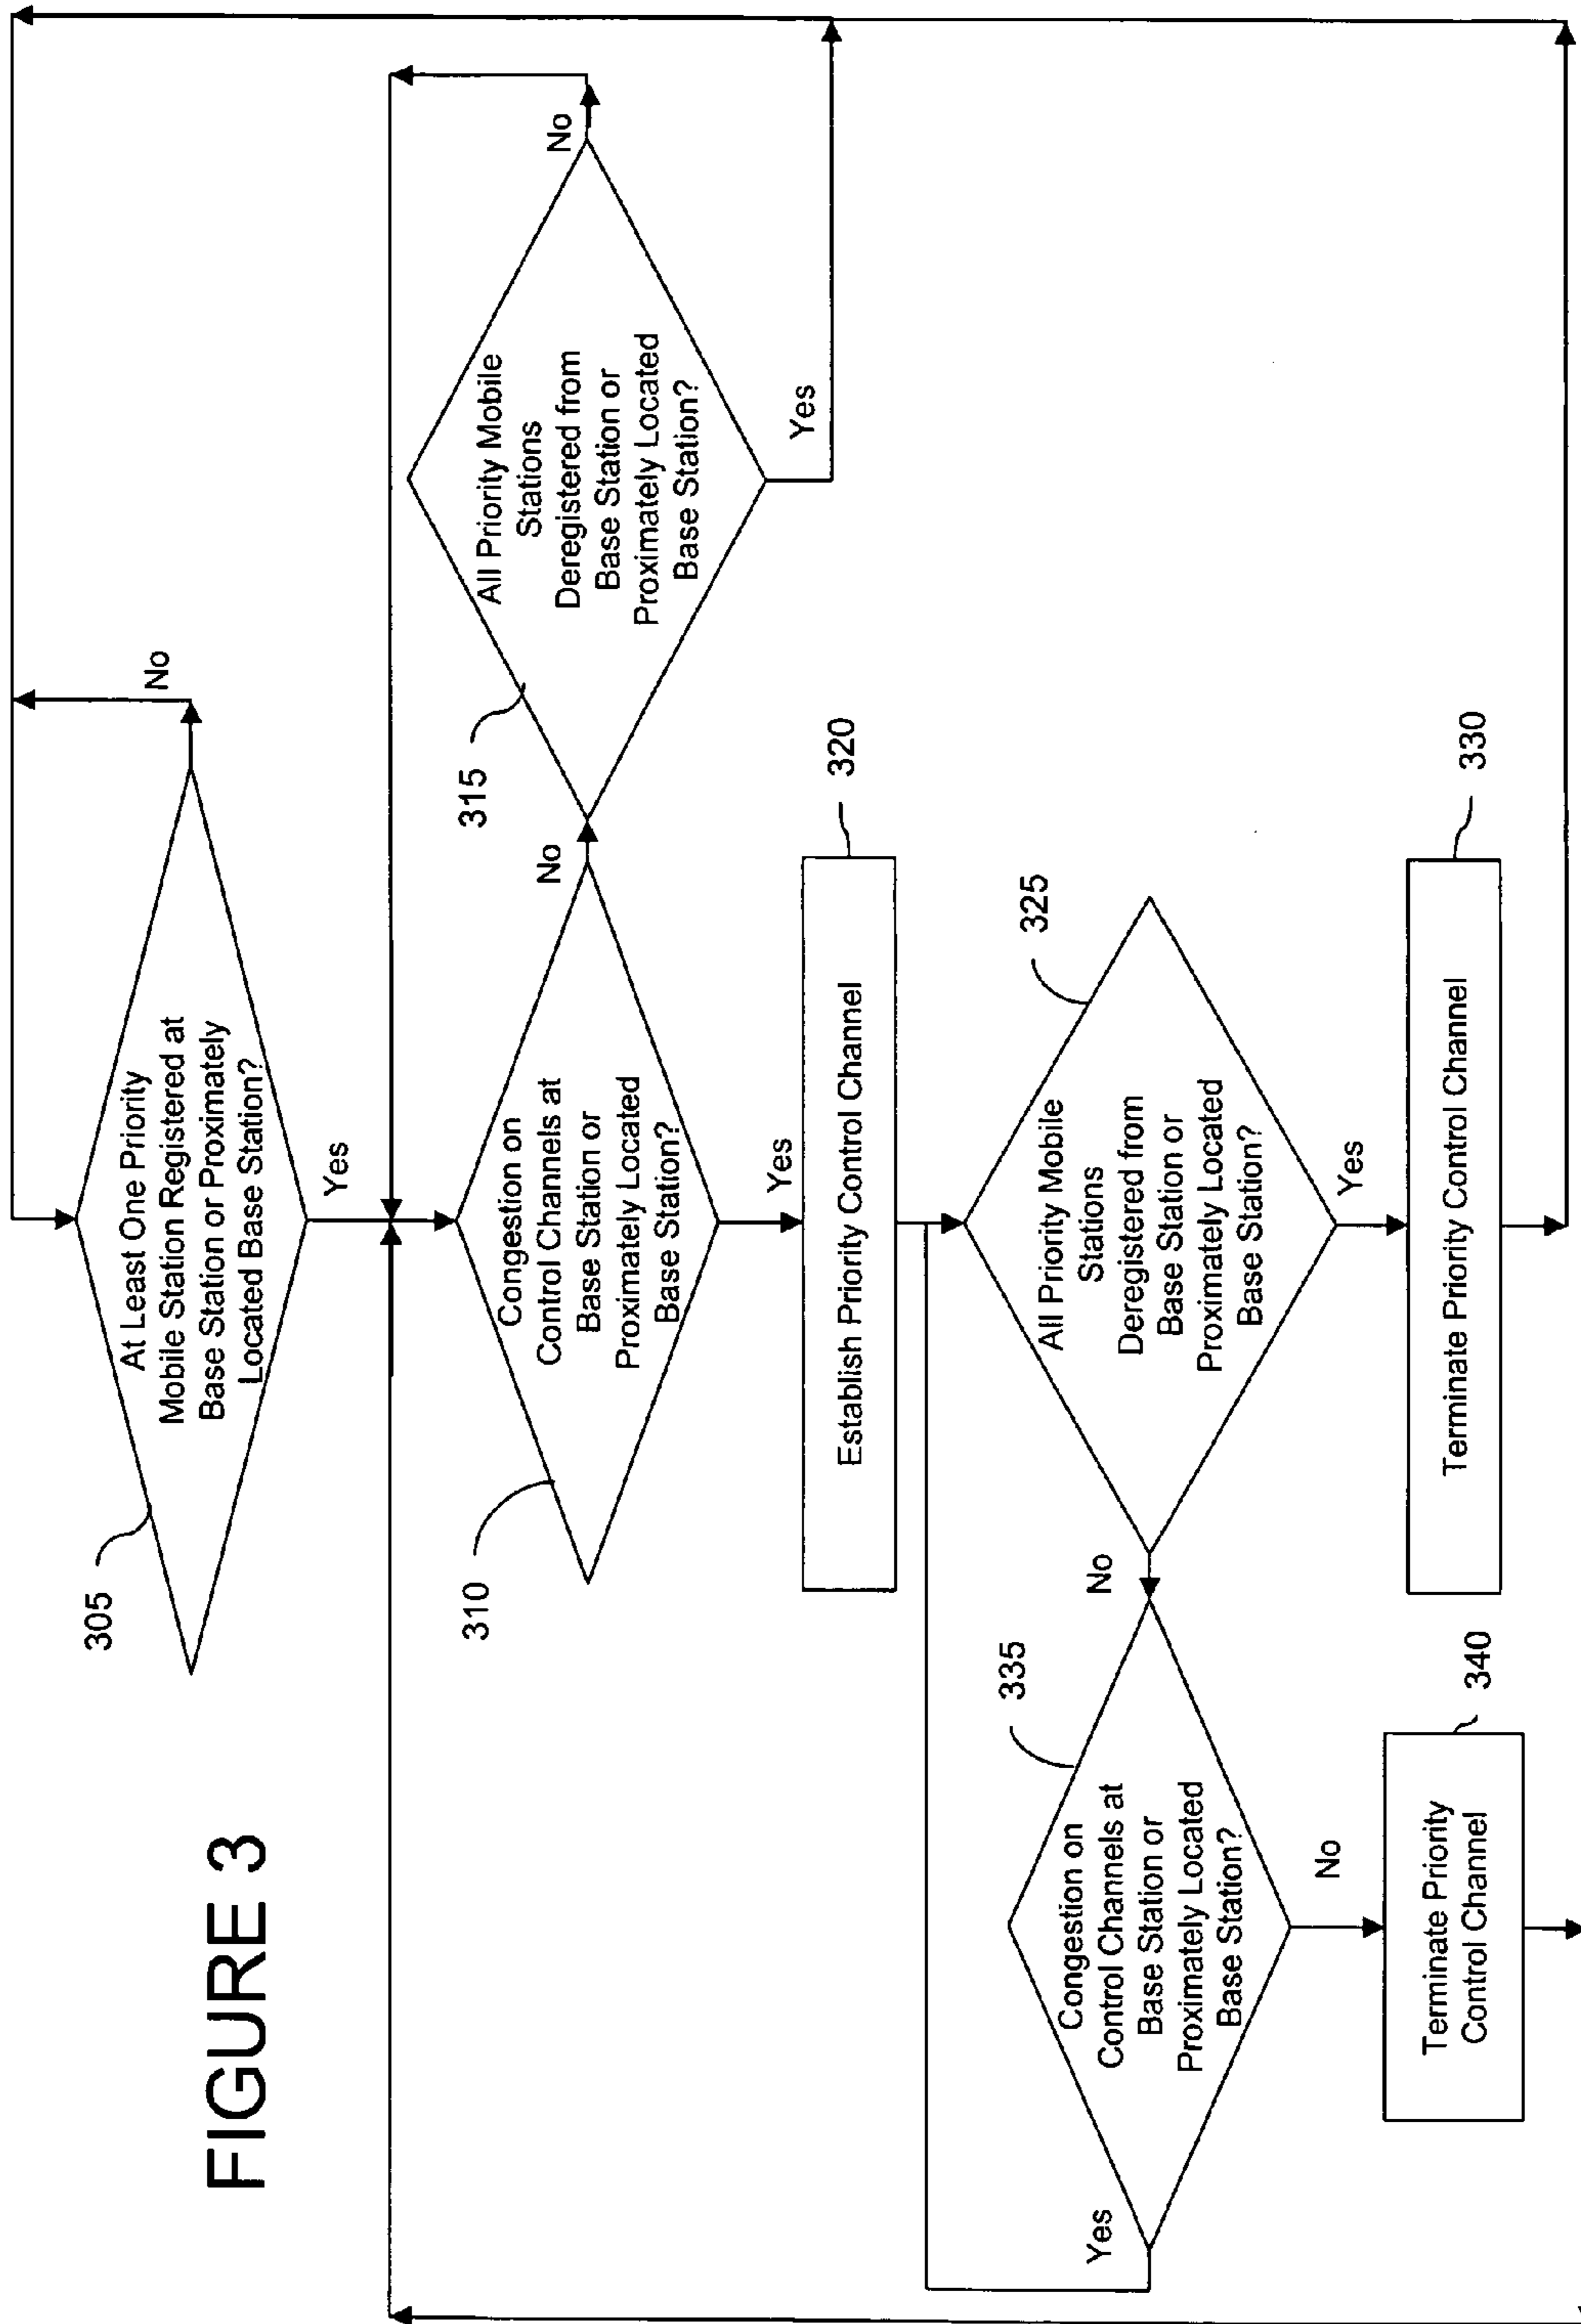 FIGURE 3
305
At Least One Priority
Mobile Station Registered at
Base Station or Proximately
Located Base Station?
No
Yes
310
Congestion on
Control Channels at
Base Station or
Proximately Located
Base Station?
No
Yes
315
All Priority Mobile
Stations
Deregistered from
Base Station or
Proximately Located
Base Station?
No
Yes
320
Establish Priority Control Channel
325
All Priority Mobile
Stations
Deregistered from
Base Station or
Proximately Located
Base Station?
No
Yes
330
Terminate Priority Control Channel
335
Congestion on
Control Channels at
Base Station or
Proximately Located
Base Station?
Yes
No
340
Terminate Priority
Control Channel